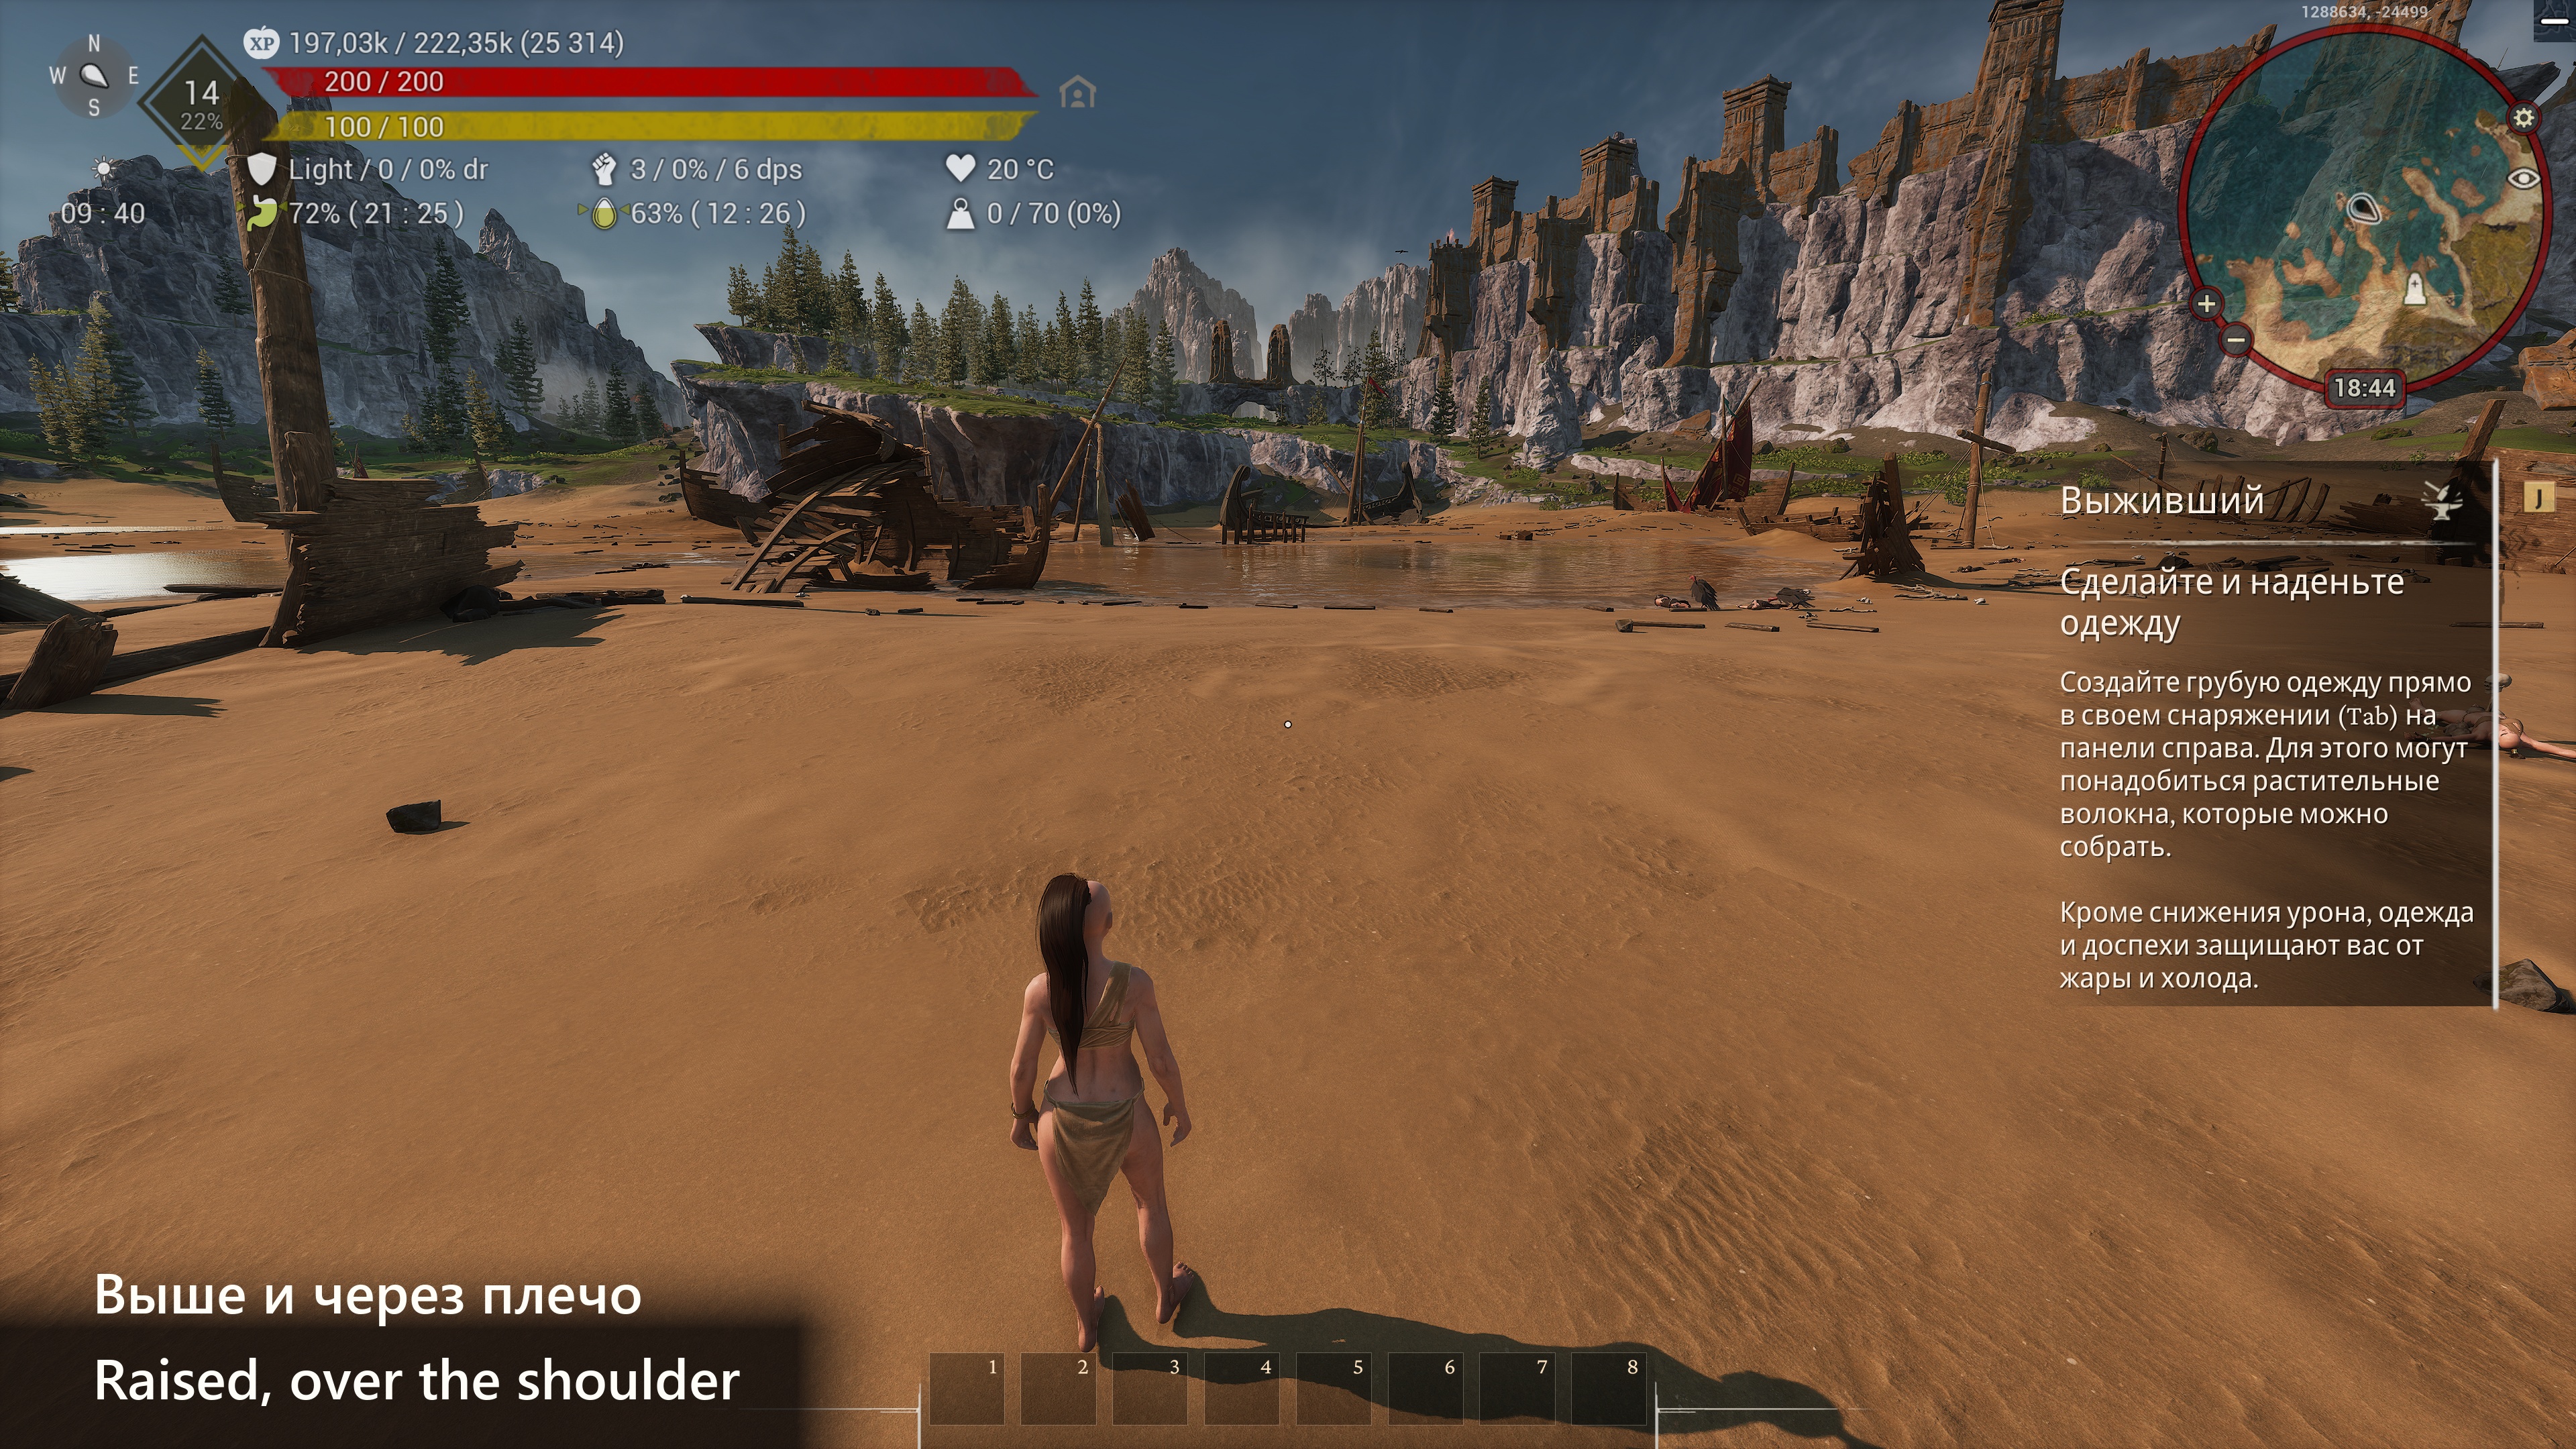 1288634, -24499
N
W E
S
XP 197,03k / 222,35k (25 314)
14
22%
200 / 200
100 / 100
Light / 0 / 0% dr
3 / 0% / 6 dps
20 °C
09 : 40
72% ( 21 : 25 )
63% ( 12 : 26 )
0 / 70 (0%)
18:44
Выживший
J
Сделайте и наденьте
одежду
Создайте грубую одежду прямо
в своем снаряжении (Tab) на
панели справа. Для этого могут
понадобиться растительные
волокна, которые можно
собрать.
Кроме снижения урона, одежда
и доспехи защищают вас от
жары и холода.
Выше и через плечо
Raised, over the shoulder
1 2 3 4 5 6 7 8